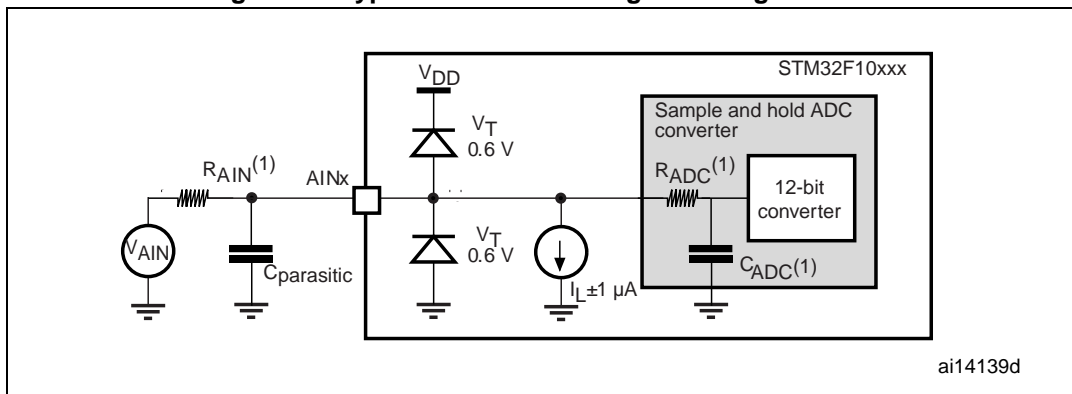 STM32F10xxx
VDD
Sample and hold ADC
converter
VT
0.6 V
RAIN(1)
AINx
RADC(1)
12-bit
converter
VAIN
Cparasitic
VT
0.6 V
IL±1 µA
CADC(1)
ai14139d